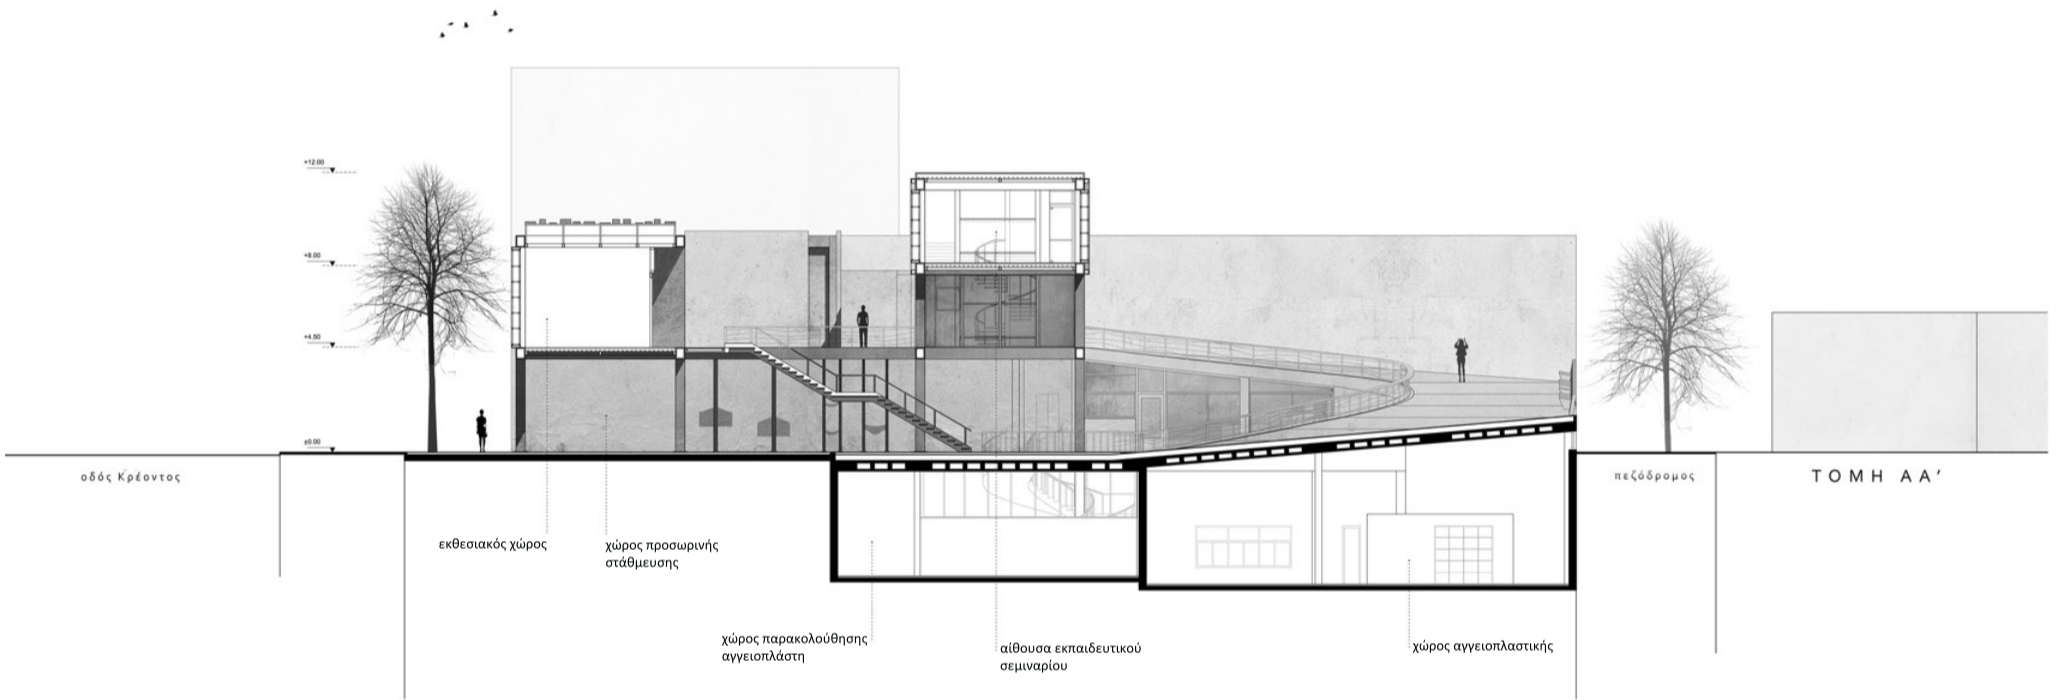 +12.00
+8.00
+4.50
±0.00
οδός Κρέοντος
πεζόδρομος
ΤΟΜΗ ΑΑ'
εκθεσιακός χώρος
χώρος προσωρινής
στάθμευσης
χώρος παρακολούθησης
αγγειοπλάστη
αίθουσα εκπαιδευτικού
σεμιναρίου
χώρος αγγειοπλαστικής